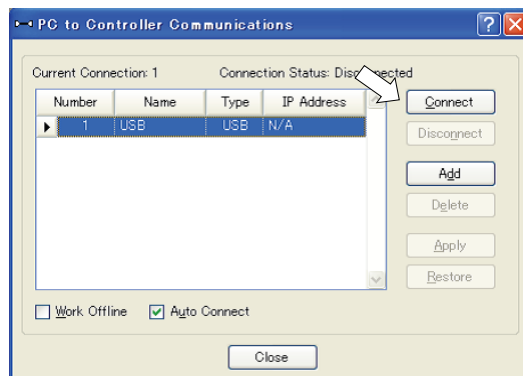 PC to Controller Communications
Current Connection: 1 Connection Status: Disconnected
Number Name Type IP Address
1 USB USB N/A
Connect
Disconnect
Add
Delete
Apply
Restore
Work Offline Auto Connect
Close